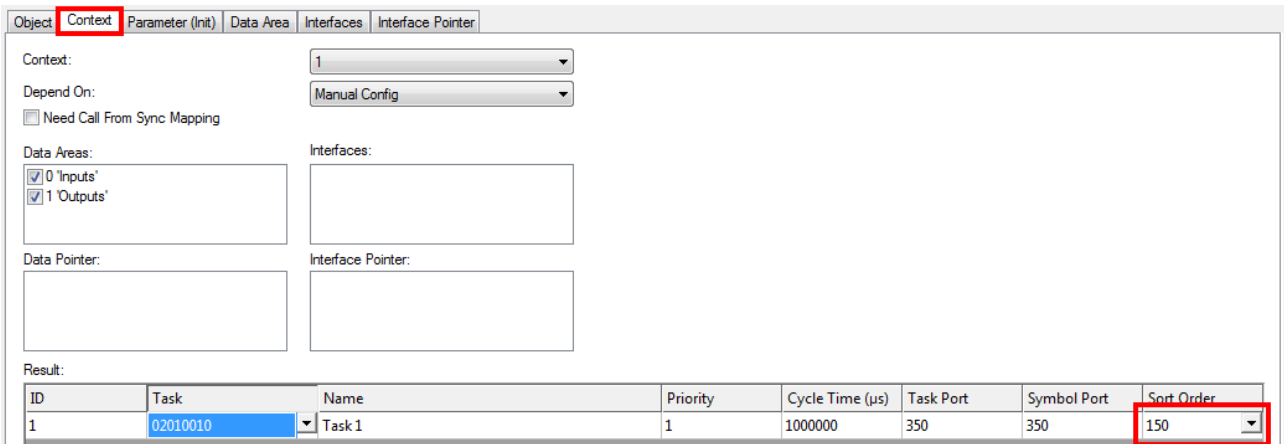 Object Context Parameter (Init) Data Area Interfaces Interface Pointer
Context: 1
Depend On: Manual Config
Need Call From Sync Mapping
Data Areas: Interfaces:
0 'Inputs'
1 'Outputs'
Data Pointer: Interface Pointer:
Result:
ID Task Name Priority Cycle Time (µs) Task Port Symbol Port Sort Order
1 02010010 Task 1 1 1000000 350 350 150